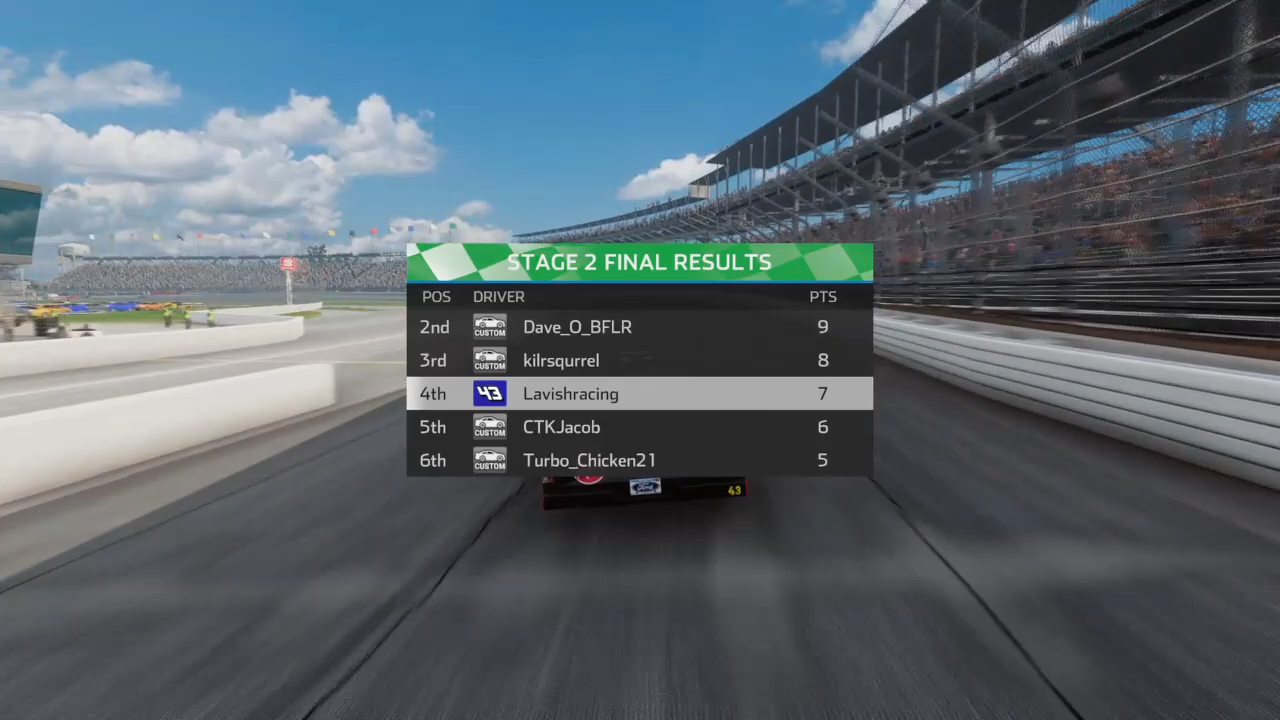 STAGE 2 FINAL RESULTS
POS DRIVER PTS
2nd CUSTOM Dave_O_BFLR 9
3rd CUSTOM kilrsqurrel 8
4th 43 Lavishracing 7
5th CUSTOM CTKJacob 6
6th CUSTOM Turbo_Chicken21 5
Ford 43